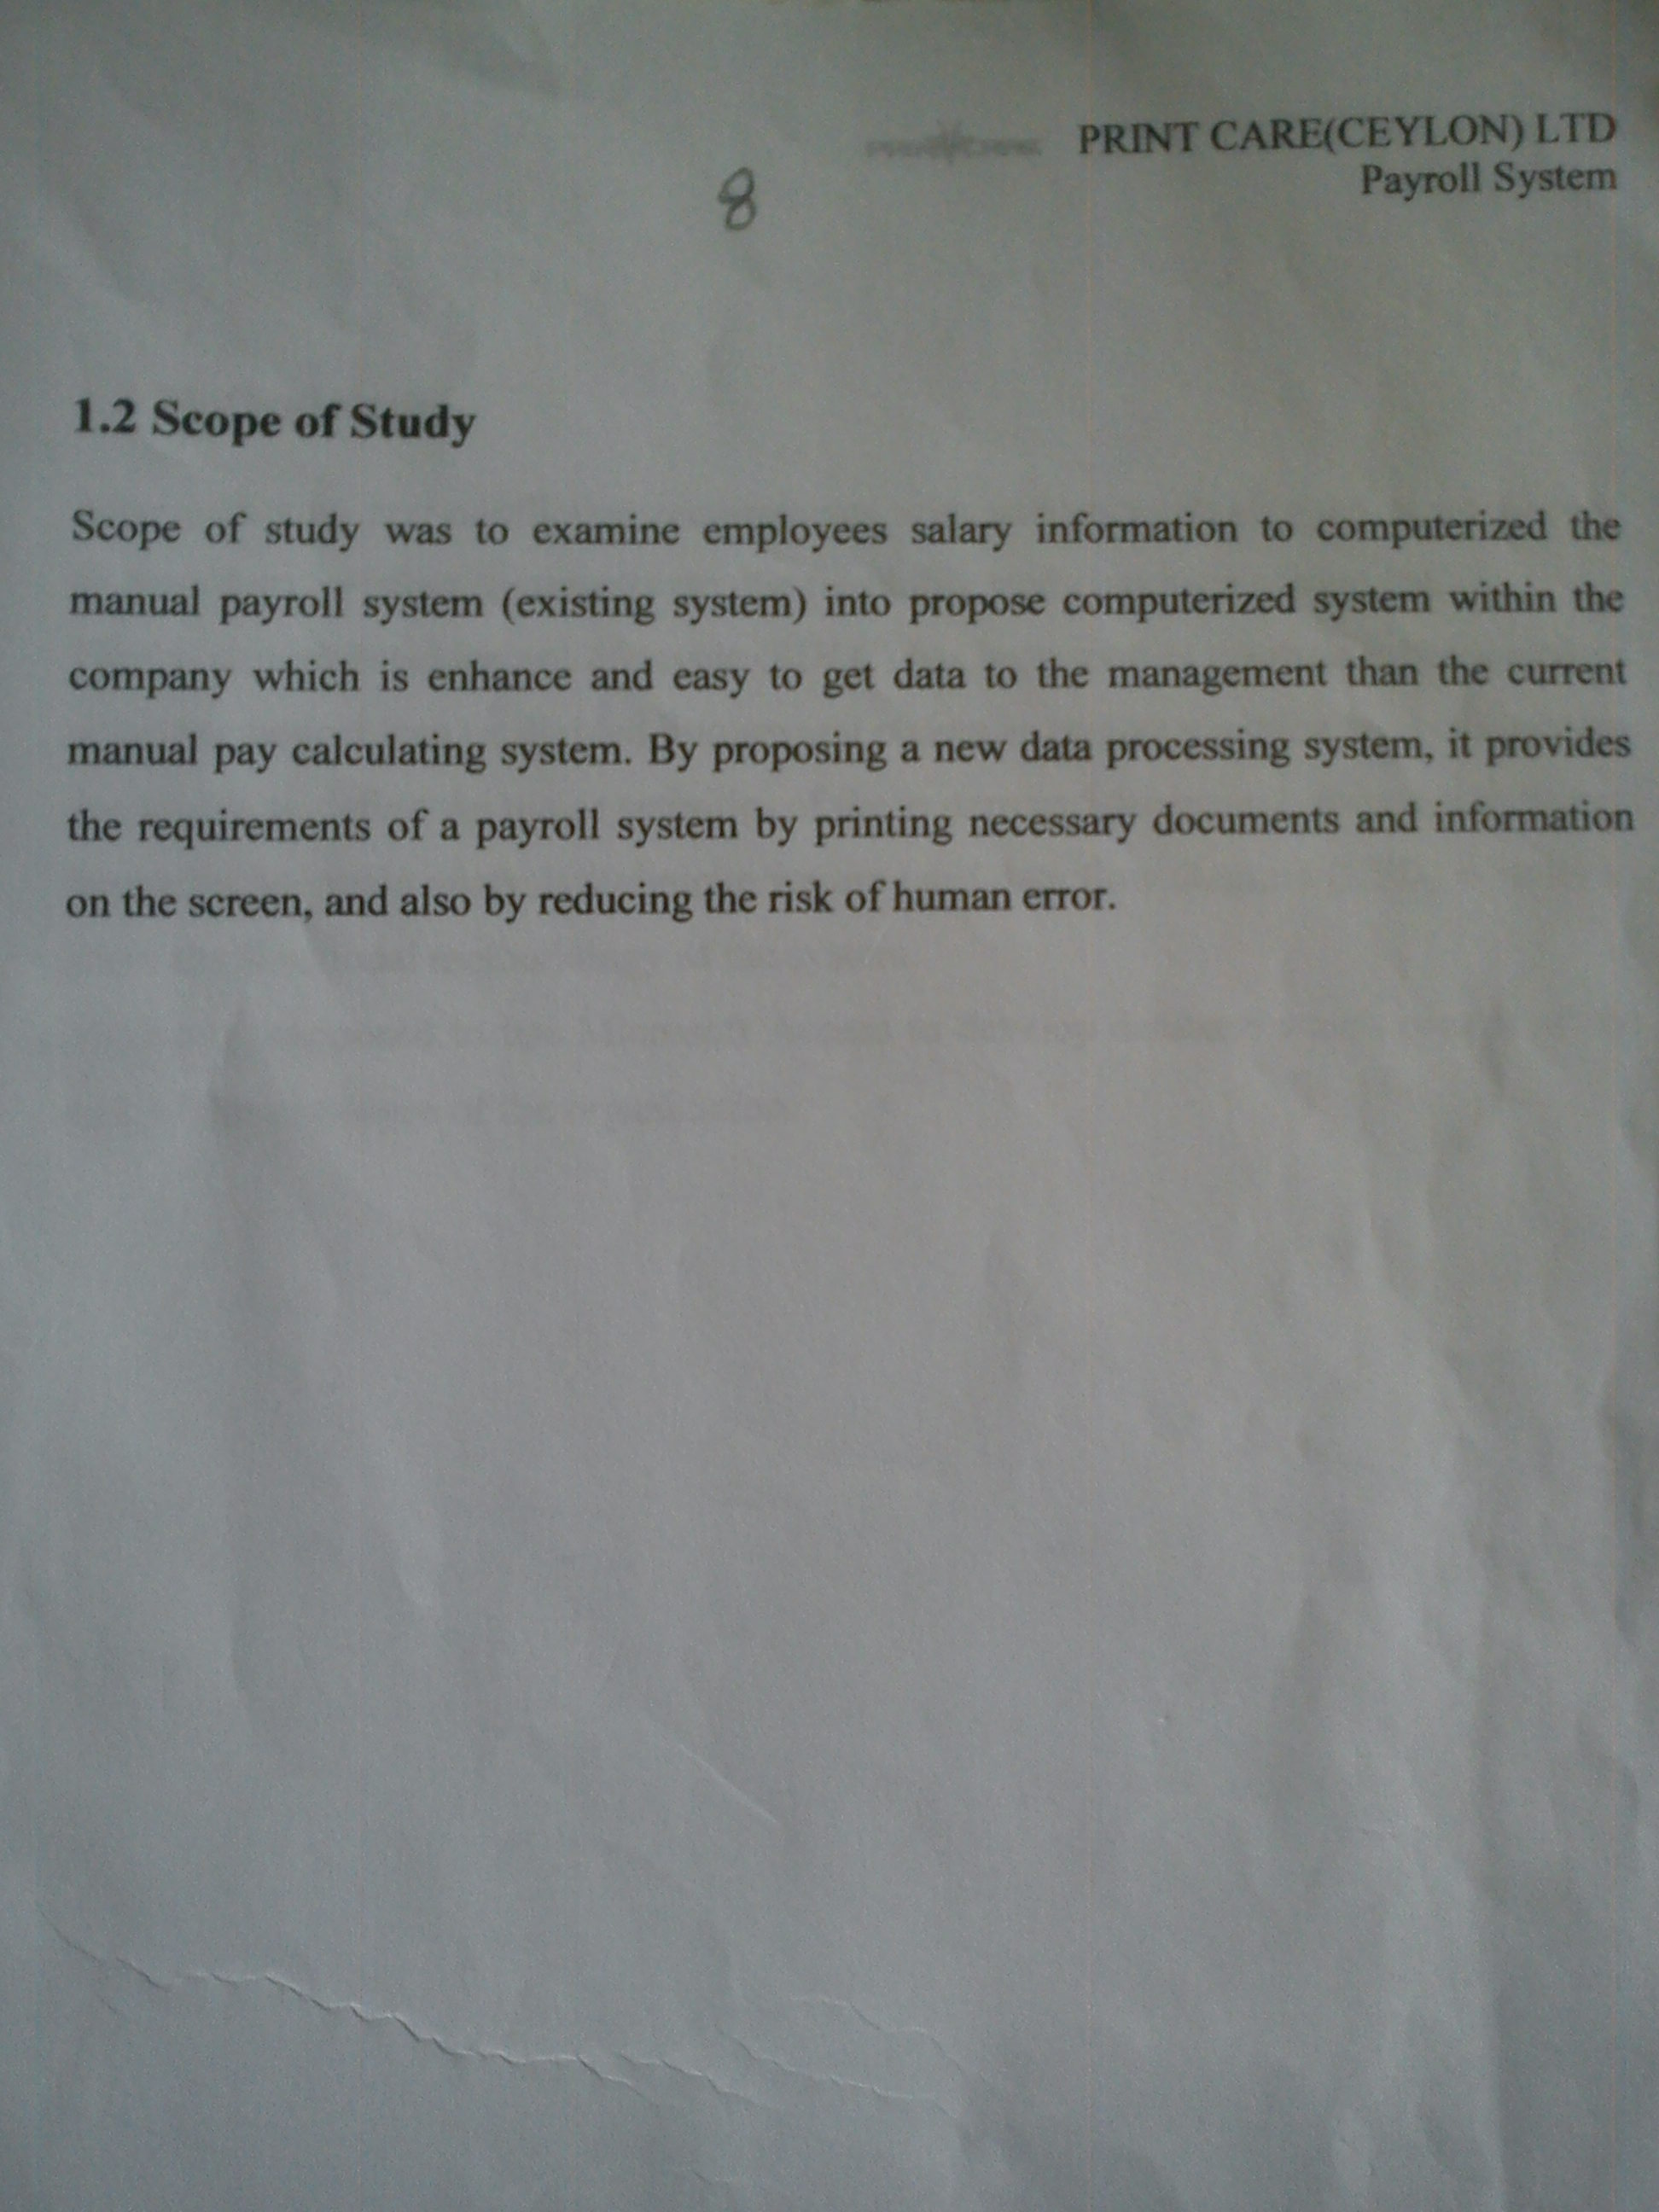 PRINT CARE(CEYLON) LTD
Payroll System
8
1.2 Scope of Study
Scope of study was to examine employees salary information to computerized the
manual payroll system (existing system) into propose computerized system within the
company which is enhance and easy to get data to the management than the current
manual pay calculating system. By proposing a new data processing system, it provides
the requirements of a payroll system by printing necessary documents and information
on the screen, and also by reducing the risk of human error.